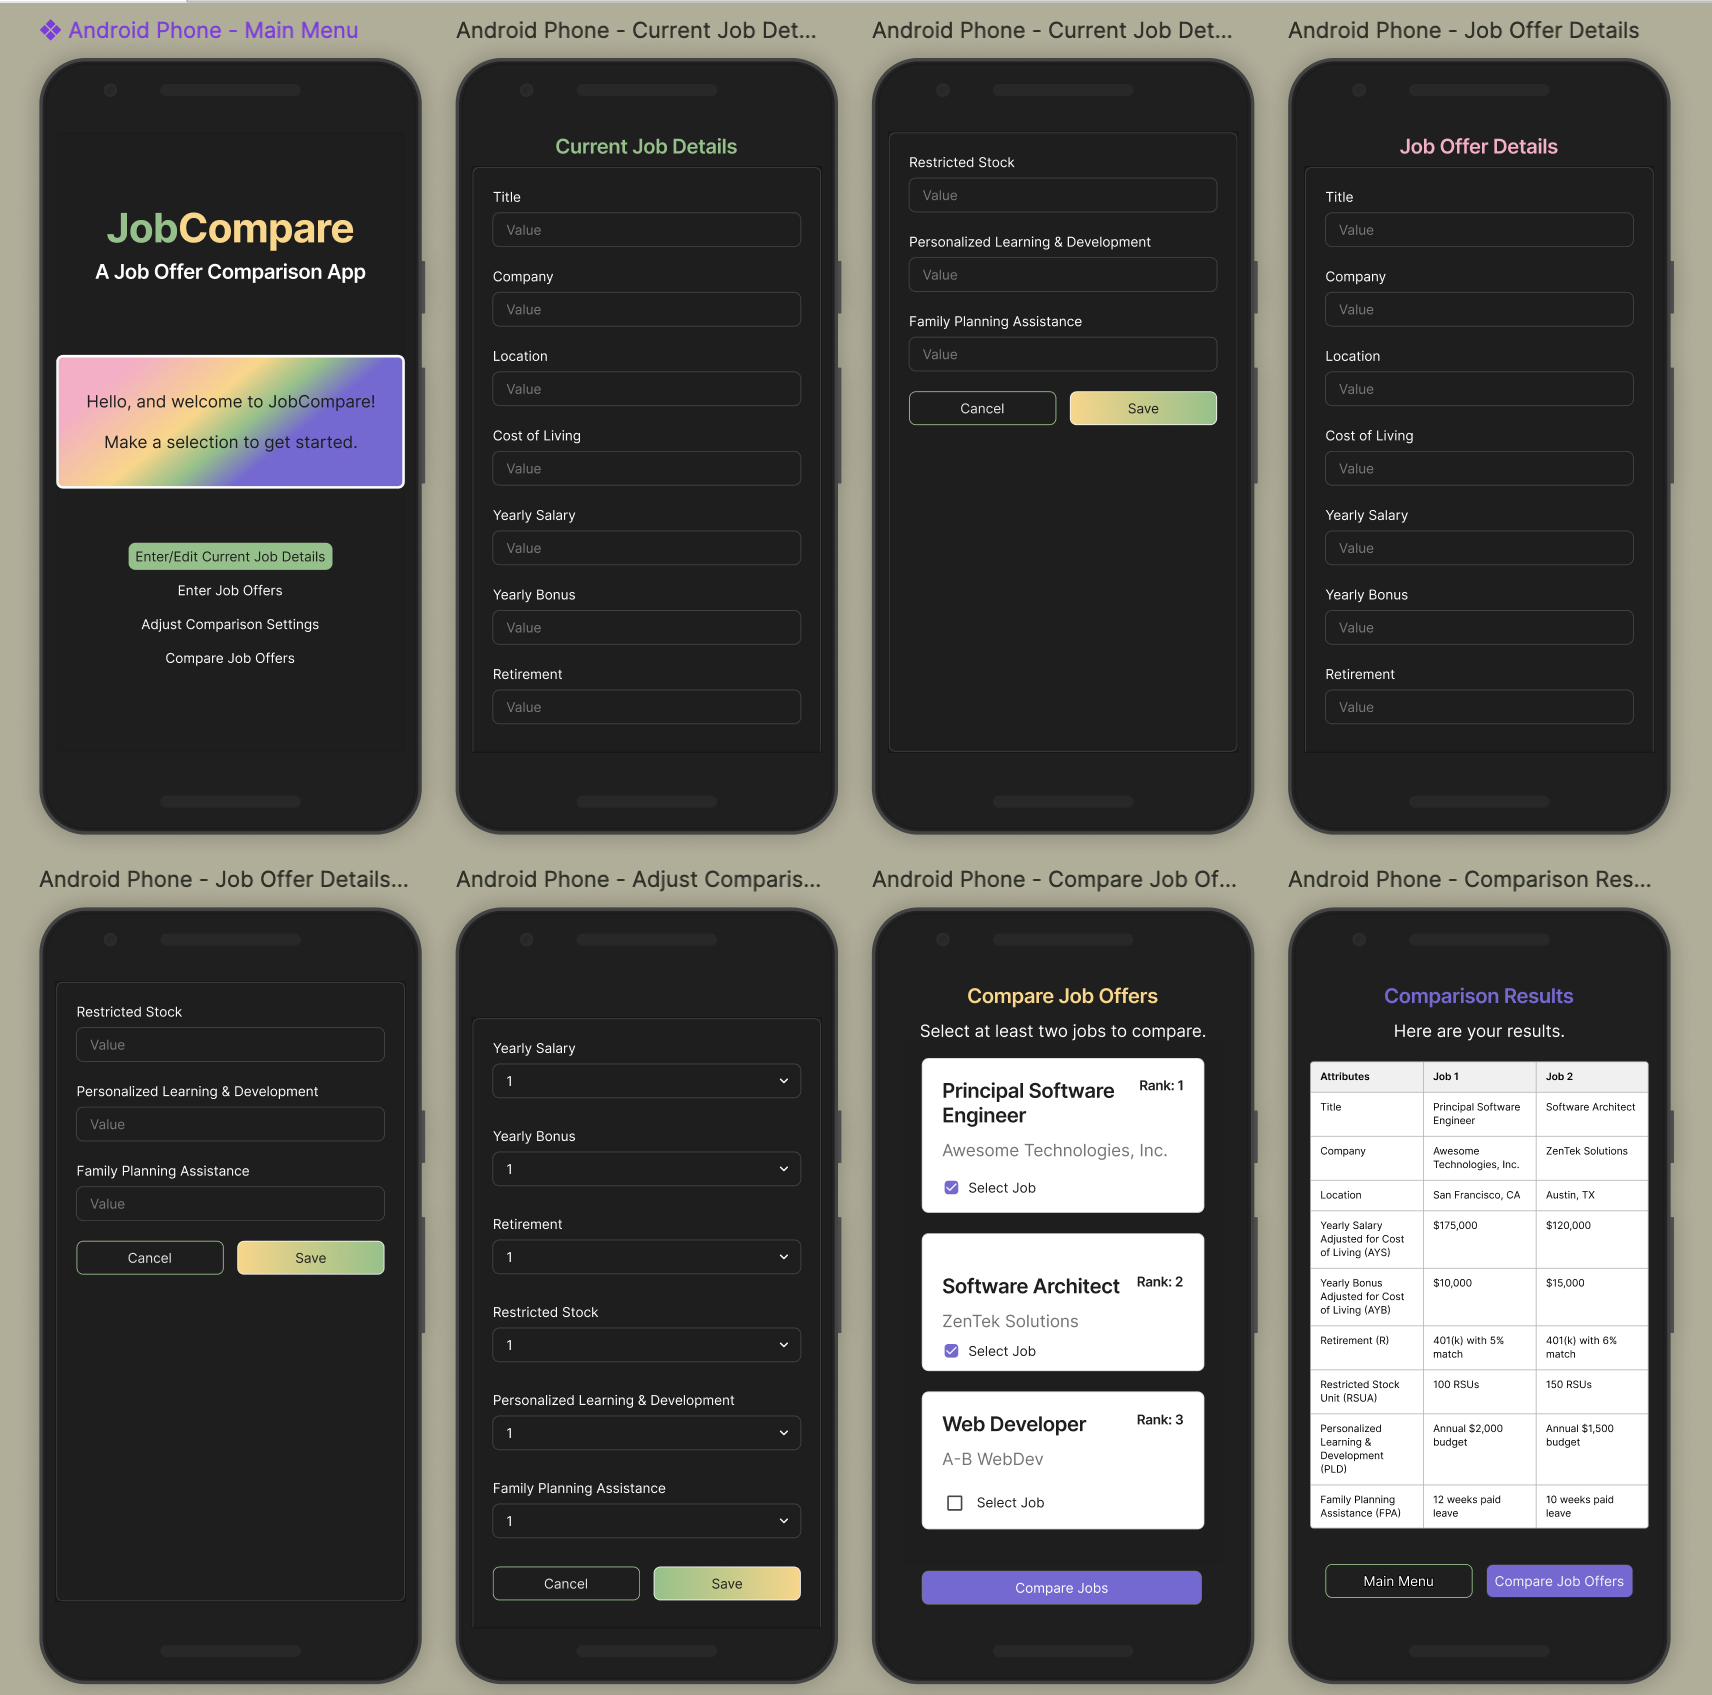 Android Phone - Main Menu
JobCompare
A Job Offer Comparison App
Hello, and welcome to JobCompare!
Make a selection to get started.
Enter/Edit Current Job Details
Enter Job Offers
Adjust Comparison Settings
Compare Job Offers
Android Phone - Current Job Det...
Current Job Details
Title
Value
Company
Value
Location
Value
Cost of Living
Value
Yearly Salary
Value
Yearly Bonus
Value
Retirement
Value
Android Phone - Current Job Det...
Restricted Stock
Value
Personalized Learning & Development
Value
Family Planning Assistance
Value
Cancel
Save
Android Phone - Job Offer Details
Job Offer Details
Title
Value
Company
Value
Location
Value
Cost of Living
Value
Yearly Salary
Value
Yearly Bonus
Value
Retirement
Value
Android Phone - Job Offer Details...
Restricted Stock
Value
Personalized Learning & Development
Value
Family Planning Assistance
Value
Cancel
Save
Android Phone - Adjust Comparis...
Yearly Salary
1
Yearly Bonus
1
Retirement
1
Restricted Stock
1
Personalized Learning & Development
1
Family Planning Assistance
1
Cancel
Save
Android Phone - Compare Job Of...
Compare Job Offers
Select at least two jobs to compare.
Principal Software
Engineer
Rank: 1
Awesome Technologies, Inc.
Select Job
Software Architect
Rank: 2
ZenTek Solutions
Select Job
Web Developer
Rank: 3
A-B WebDev
Select Job
Compare Jobs
Android Phone - Comparison Res...
Comparison Results
Here are your results.
Attributes
Job 1
Job 2
Title
Principal Software
Engineer
Software Architect
Company
Awesome
Technologies, Inc.
ZenTek Solutions
Location
San Francisco, CA
Austin, TX
Yearly Salary
Adjusted for Cost
of Living (AYS)
$175,000
$120,000
Yearly Bonus
Adjusted for Cost
of Living (AYB)
$10,000
$15,000
Retirement (R)
401(k) with 5%
match
401(k) with 6%
match
Restricted Stock
Unit (RSUA)
100 RSUs
150 RSUs
Personalized
Learning &
Development
(PLD)
Annual $2,000
budget
Annual $1,500
budget
Family Planning
Assistance (FPA)
12 weeks paid
leave
10 weeks paid
leave
Main Menu
Compare Job Offers